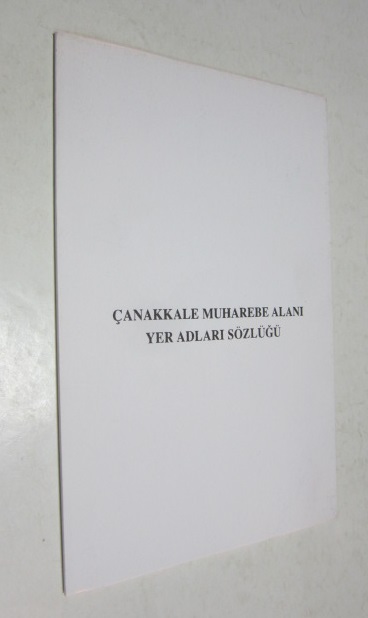 ÇANAKKALE MUHAREBE ALANI
YER ADLARI SÖZLÜĞÜ